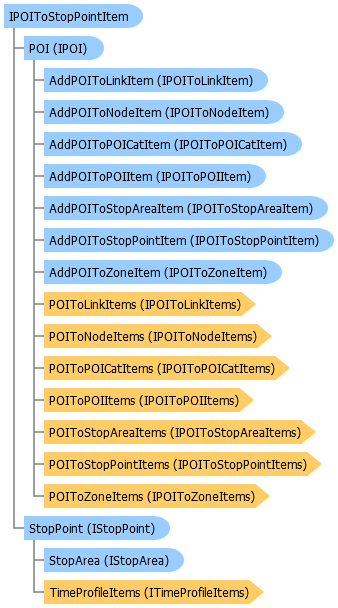 IPOIToStopPointItem
POI (IPOI)
AddPOIToLinkItem (IPOIToLinkItem)
AddPOIToNodeItem (IPOIToNodeItem)
AddPOIToPOICatItem (IPOIToPOICatItem)
AddPOIToPOIItem (IPOIToPOIItem)
AddPOIToStopAreaItem (IPOIToStopAreaItem)
AddPOIToStopPointItem (IPOIToStopPointItem)
AddPOIToZoneItem (IPOIToZoneItem)
POIToLinkItems (IPOIToLinkItems)
POIToNodeItems (IPOIToNodeItems)
POIToPOICatItems (IPOIToPOICatItems)
POIToPOIItems (IPOIToPOIItems)
POIToStopAreaItems (IPOIToStopAreaItems)
POIToStopPointItems (IPOIToStopPointItems)
POIToZoneItems (IPOIToZoneItems)
StopPoint (IStopPoint)
StopArea (IStopArea)
TimeProfileItems (ITimeProfileItems)